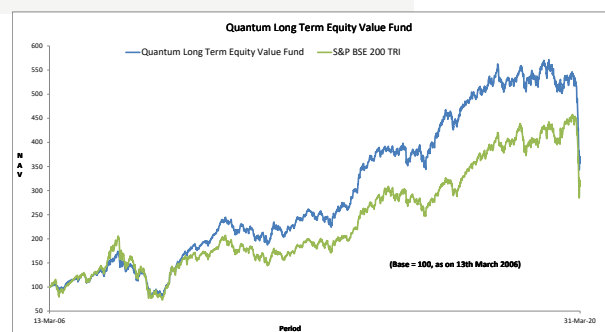 Quantum Long Term Equity Value Fund
Quantum Long Term Equity Value Fund
S&P BSE 200 TRI
600
550
500
450
400
350
300
250
200
150
100
50
N
A
V
(Base = 100, as on 13th March 2006)
13-Mar-06
31-Mar-20
Period